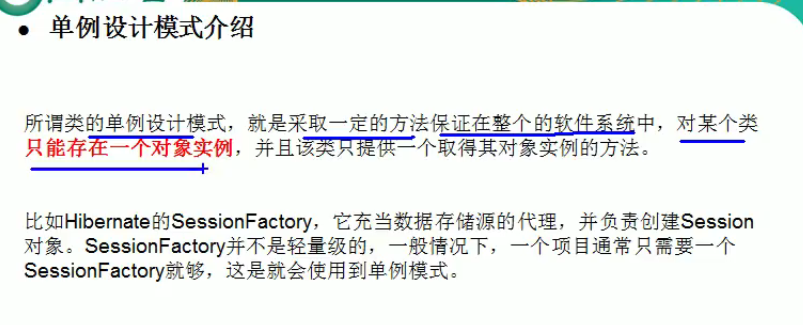 ● 单例设计模式介绍
所谓类的单例设计模式，就是采取一定的方法保证在整个的软件系统中，对某个类
只能存在一个对象实例，并且该类只提供一个取得其对象实例的方法。
比如Hibernate的SessionFactory，它充当数据存储源的代理，并负责创建Session
对象。SessionFactory并不是轻量级的，一般情况下，一个项目通常只需要一个
SessionFactory就够，这是就会使用到单例模式。